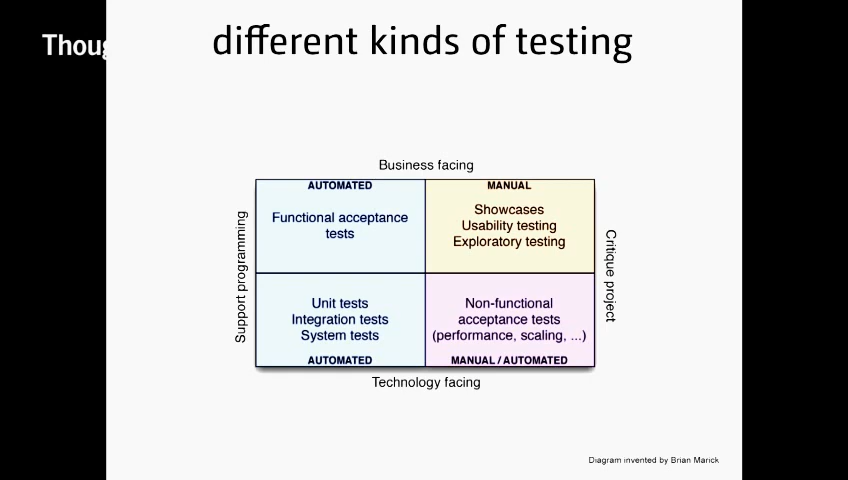 Thoug
different kinds of testing
Business facing
AUTOMATED
MANUAL
Functional acceptance
tests
Showcases
Usability testing
Exploratory testing
Support programming
Critique project
Unit tests
Integration tests
System tests
Non-functional
acceptance tests
(performance, scaling, ...)
AUTOMATED
MANUAL / AUTOMATED
Technology facing
Diagram invented by Brian Marick